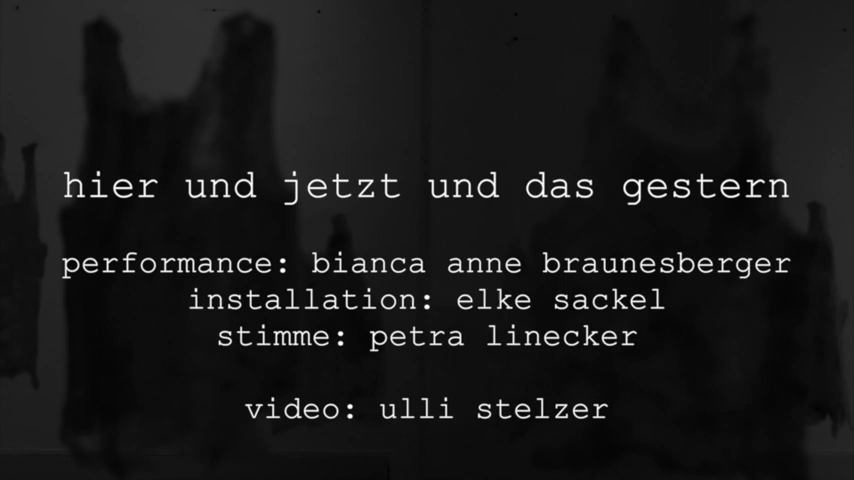 hier und jetzt und das gestern
performance: bianca anne braunesberger
installation: elke sackel
stimme: petra linecker
video: ulli stelzer